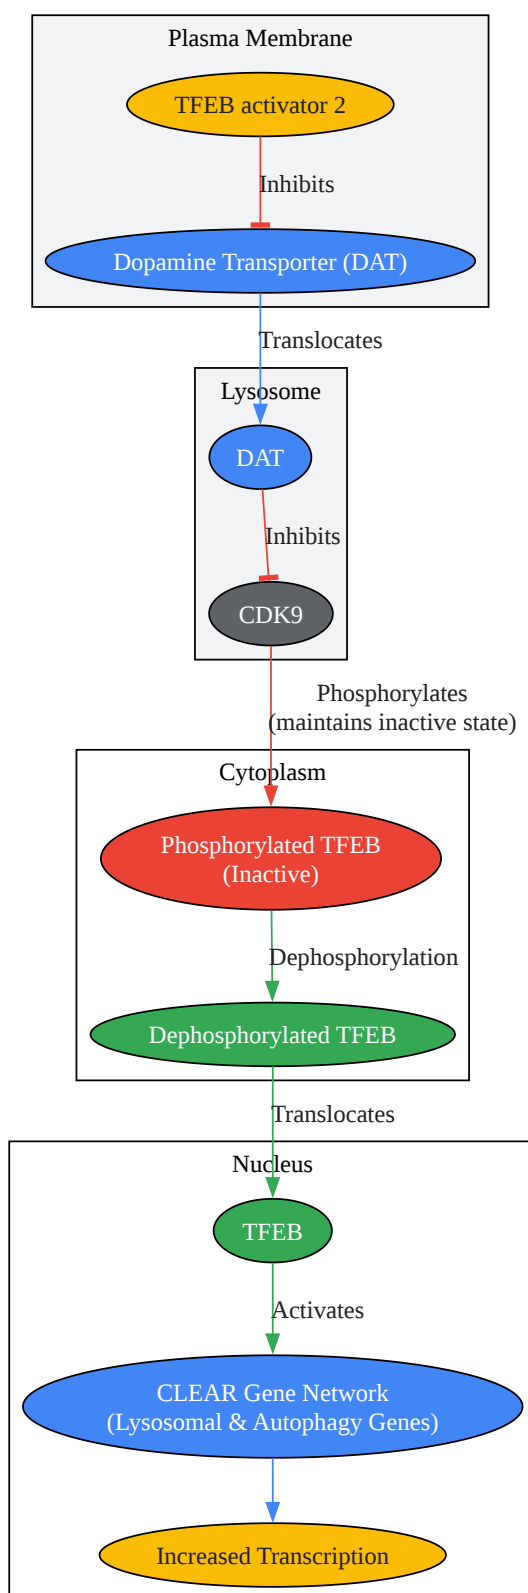 Plasma Membrane
TFEB activator 2
Inhibits
Dopamine Transporter (DAT)
Translocates
Lysosome
DAT
Inhibits
CDK9
Phosphorylates
(maintains inactive state)
Cytoplasm
Phosphorylated TFEB
(Inactive)
Dephosphorylation
Dephosphorylated TFEB
Translocates
Nucleus
TFEB
Activates
CLEAR Gene Network
(Lysosomal & Autophagy Genes)
Increased Transcription